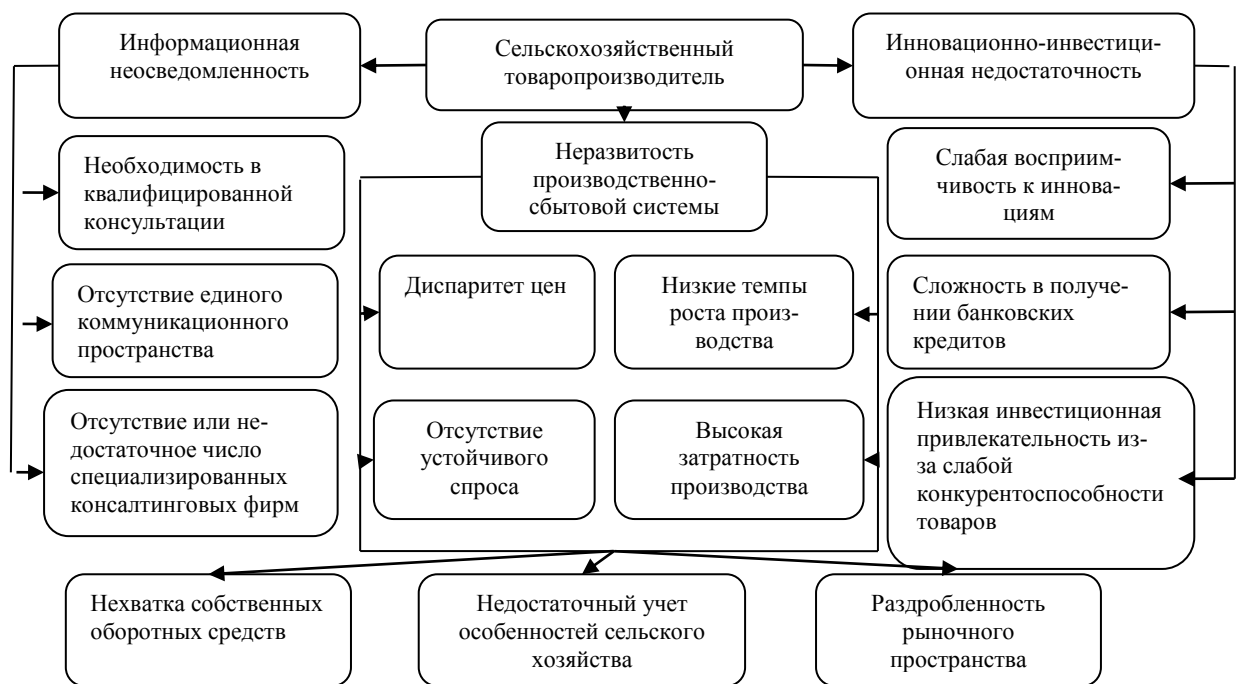 Информационная
неосведомленность
Сельскохозяйственный
товаропроизводитель
Инновационно-инвестици-
онная недостаточность
Необходимость в
квалифицированной
консультации
Неразвитость
производственно-
сбытовой системы
Слабая восприим-
чивость к иннова-
циям
Отсутствие единого
коммуникационного
пространства
Диспаритет цен
Низкие темпы
роста произ-
водства
Сложность в получе-
нии банковских
кредитов
Отсутствие или не-
достаточное число
специализированных
консалтинговых фирм
Отсутствие
устойчивого
спроса
Высокая
затратность
производства
Низкая инвестиционная
привлекательность из-
за слабой
конкурентоспособности
товаров
Нехватка собственных
оборотных средств
Недостаточный учет
особенностей сельского
хозяйства
Раздробленность
рыночного
пространства